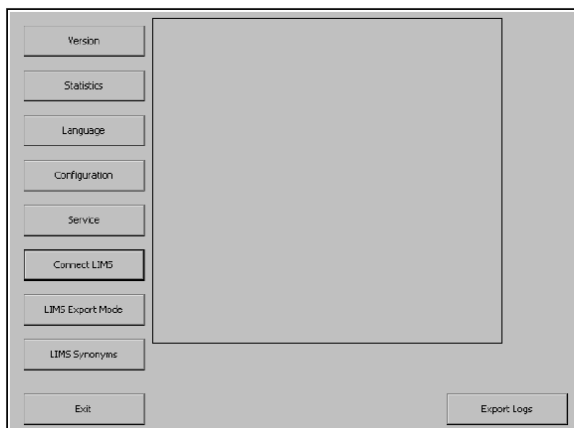 Version
Statistics
Language
Configuration
Service
Connect LIMS
LIMS Export Mode
LIMS Synonyms
Exit
Export Logs